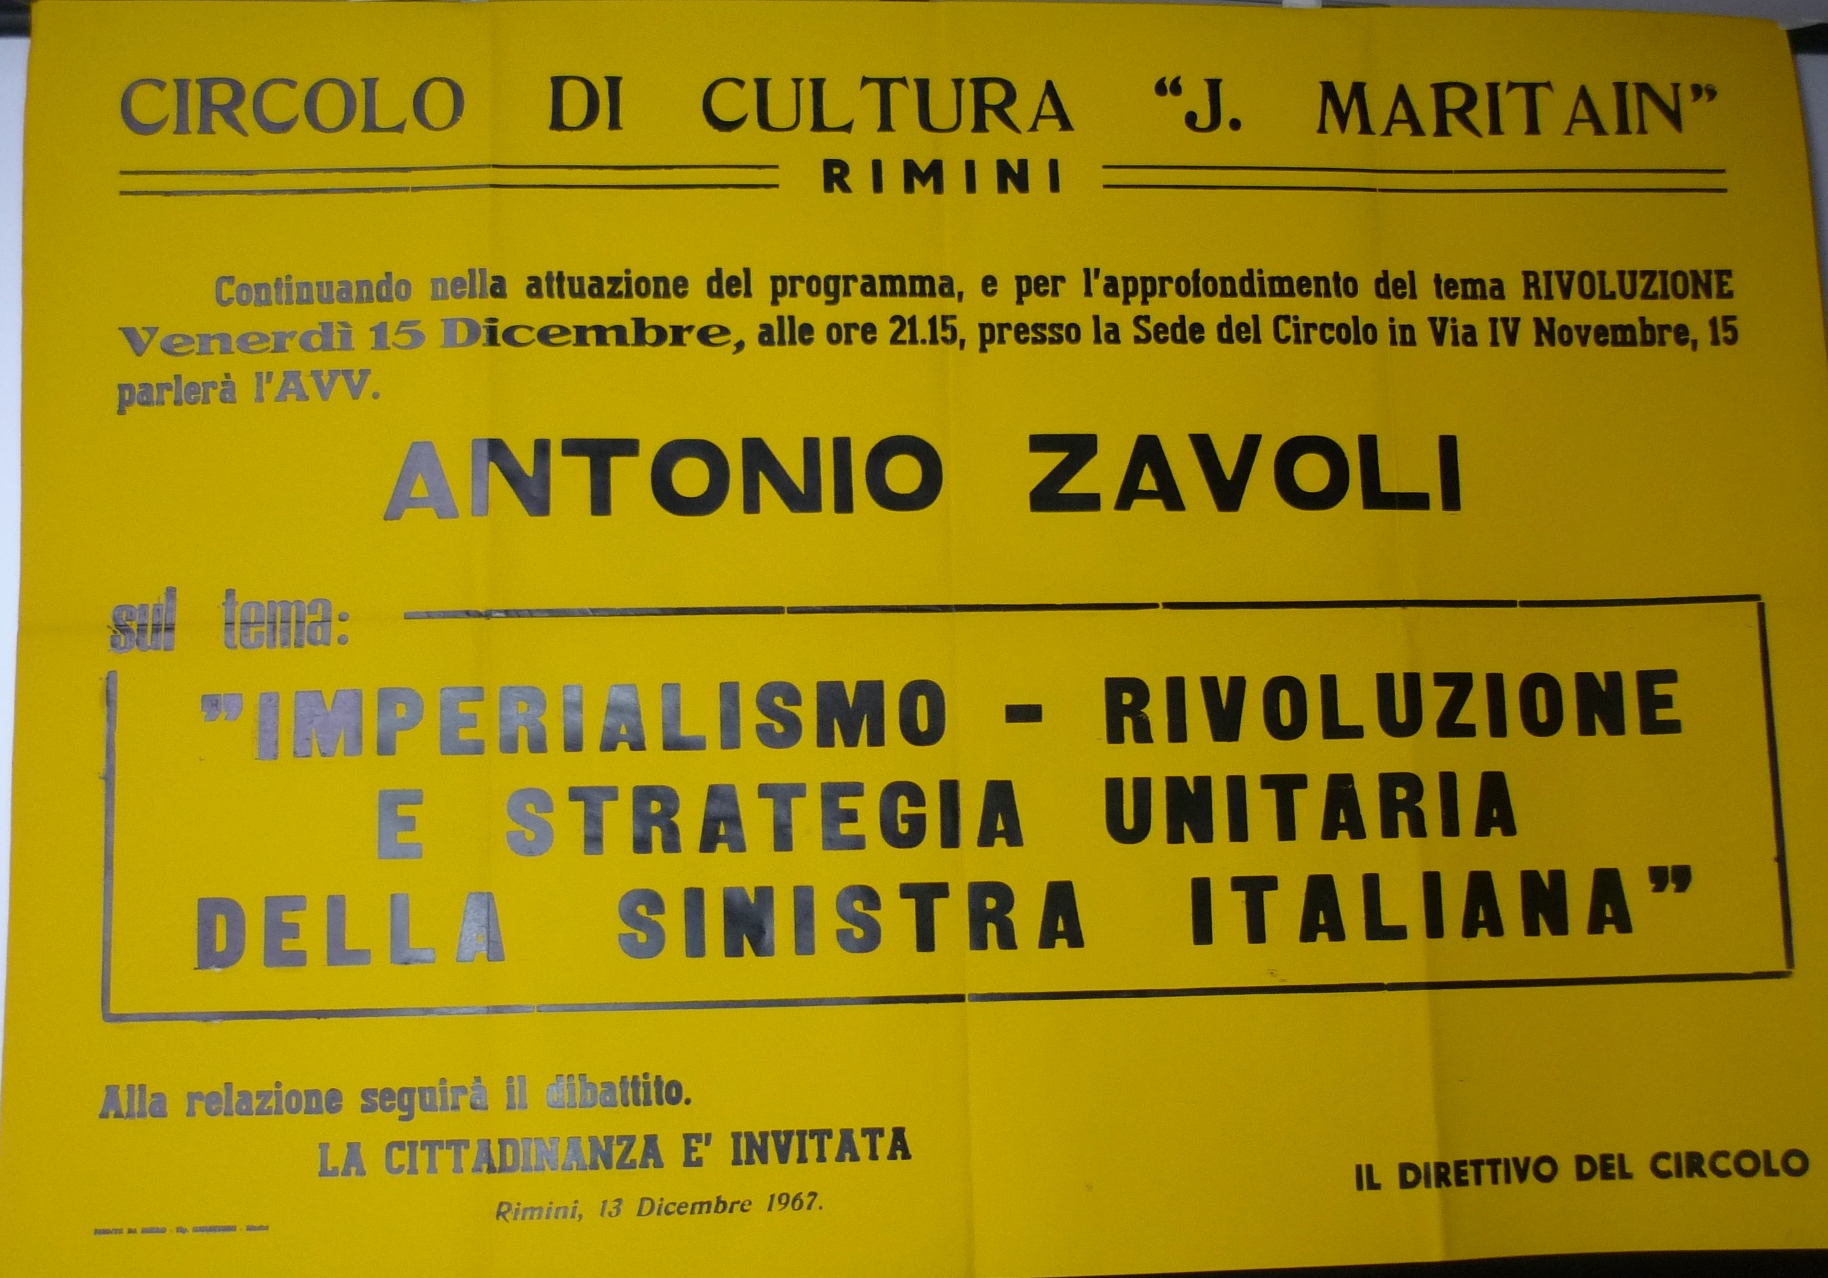 CIRCOLO DI CULTURA “J. MARITAIN”
RIMINI
Continuando nella attuazione del programma, e per l'approfondimento del tema RIVOLUZIONE
Venerdì 15 Dicembre, alle ore 21.15, presso la Sede del Circolo in Via IV Novembre, 15
parlerà l'AVV.
ANTONIO ZAVOLI
sul tema:
”IMPERIALISMO - RIVOLUZIONE
E STRATEGIA UNITARIA
DELLA SINISTRA ITALIANA”
Alla relazione seguirà il dibattito.
LA CITTADINANZA E' INVITATA
IL DIRETTIVO DEL CIRCOLO
Rimini, 13 Dicembre 1967.